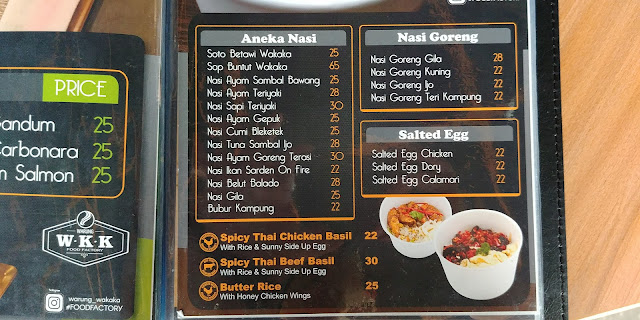 PRICE
Gandum 25
Carbonara 25
n Salmon 25
WARUNG
W·K·K
FOOD FACTORY
warung_wakaka
#FOODFACTORY
#FOODFACTORY
Aneka Nasi
Soto Betawi Wakaka 25
Sop Buntut Wakaka 65
Nasi Ayam Sambal Bawang 25
Nasi Ayam Teriyaki 28
Nasi Sapi Teriyaki 30
Nasi Ayam Gepuk 25
Nasi Cumi Bleketek 25
Nasi Tuna Sambal Ijo 28
Nasi Ayam Goreng Terasi 30
Nasi Ikan Sarden On Fire 22
Nasi Belut Balado 28
Nasi Gila 25
Bubur Kampung 22
Nasi Goreng
Nasi Goreng Gila 28
Nasi Goreng Kuning 22
Nasi Goreng Ijo 22
Nasi Goreng Teri Kampung 22
Salted Egg
Salted Egg Chicken 22
Salted Egg Dory 22
Salted Egg Calamari 22
Spicy Thai Chicken Basil 22
With Rice & Sunny Side Up Egg
Spicy Thai Beef Basil 30
With Rice & Sunny Side Up Egg
Butter Rice 25
With Honey Chicken Wings